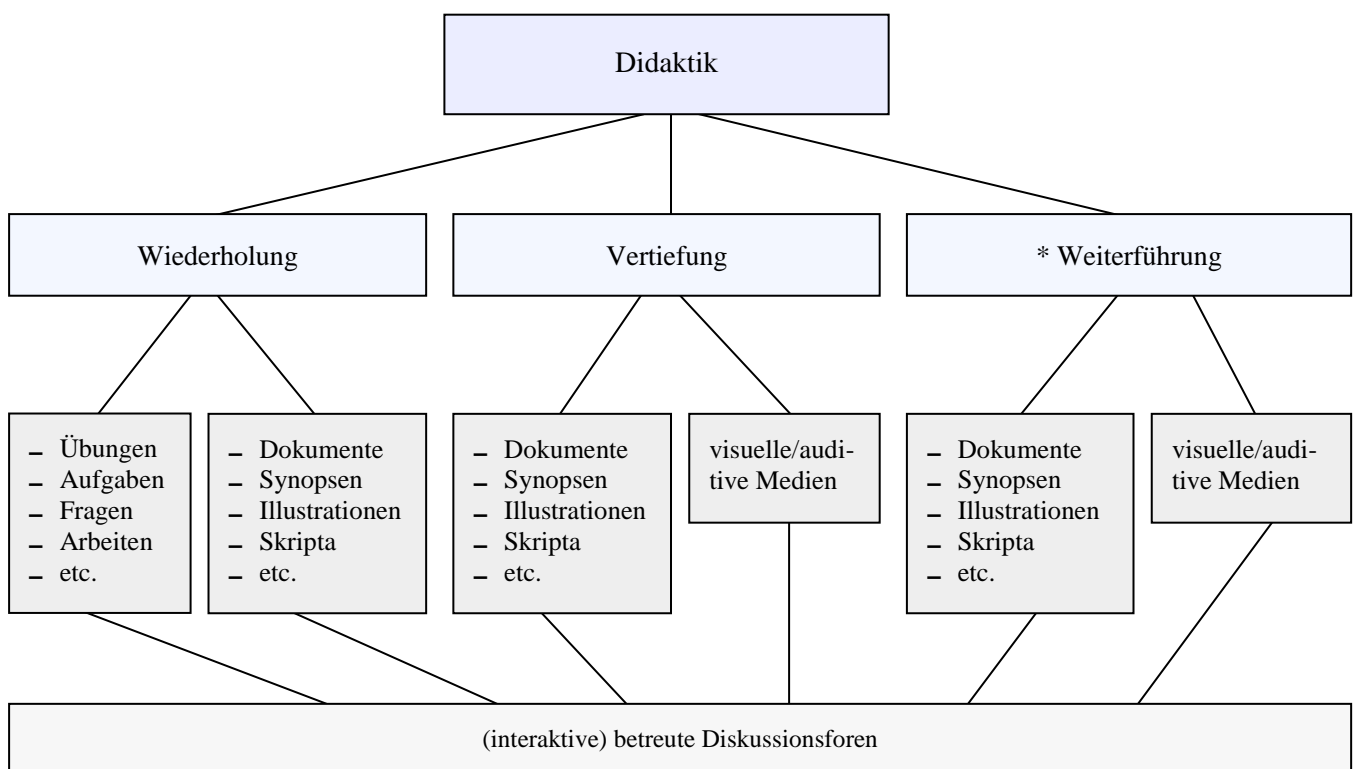 Didaktik
Wiederholung
Vertiefung
* Weiterführung
– Übungen
– Aufgaben
– Fragen
– Arbeiten
– etc.
– Dokumente
– Synopsen
– Illustrationen
– Skripta
– etc.
– Dokumente
– Synopsen
– Illustrationen
– Skripta
– etc.
visuelle/audi-
tive Medien
– Dokumente
– Synopsen
– Illustrationen
– Skripta
– etc.
visuelle/audi-
tive Medien
(interaktive) betreute Diskussionsforen